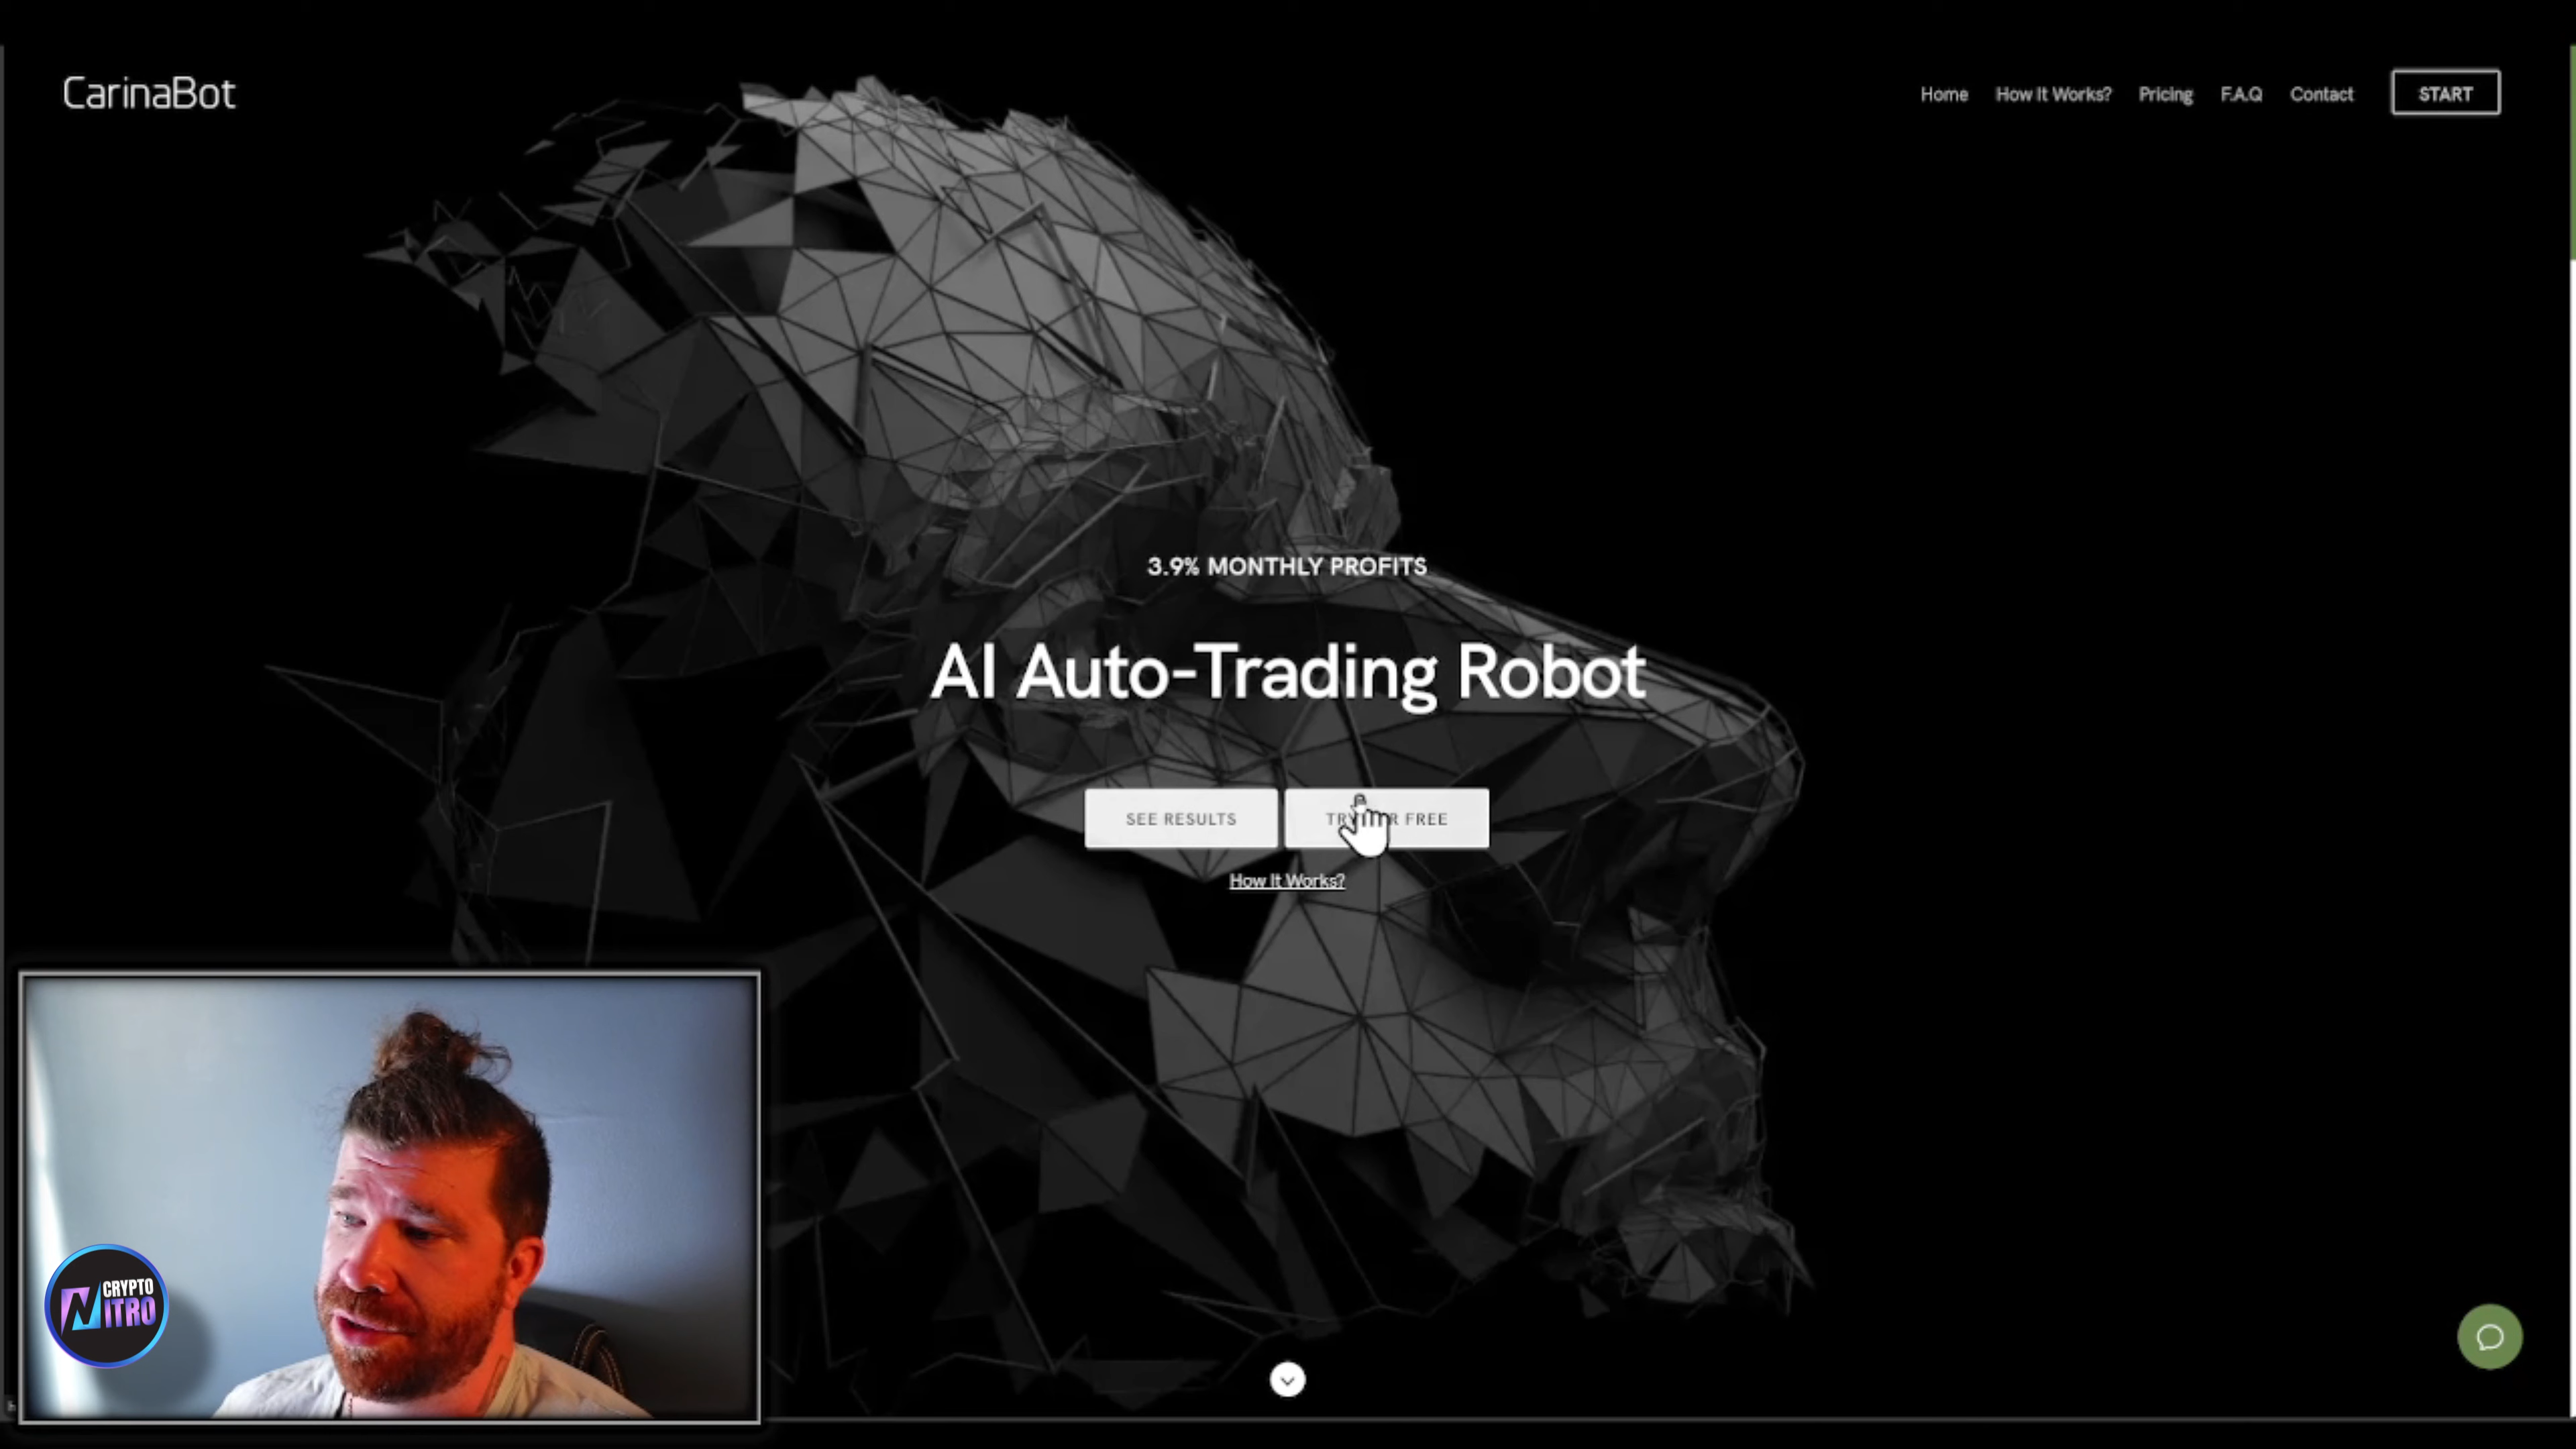 CarinaBot
Home How It Works? Pricing F.A.Q Contact START
3.9% MONTHLY PROFITS
AI Auto-Trading Robot
SEE RESULTS FREE
How It Works?
CRYPTO
NITRO